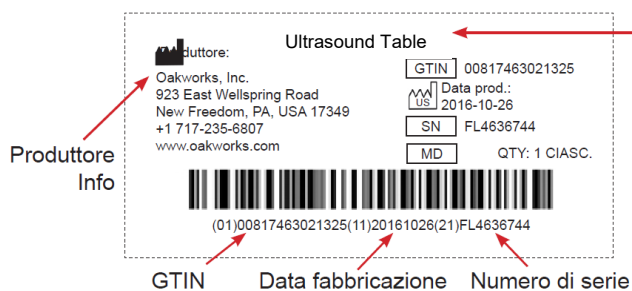 Ultrasound Table
duttore:
Oakworks, Inc.
923 East Wellspring Road
New Freedom, PA, USA 17349
+1 717-235-6807
www.oakworks.com
GTIN 00817463021325
US Data prod.:
2016-10-26
SN FL4636744
MD QTY: 1 CIASC.
(01)00817463021325(11)20161026(21)FL4636744
Produttore
Info
GTIN Data fabbricazione Numero di serie